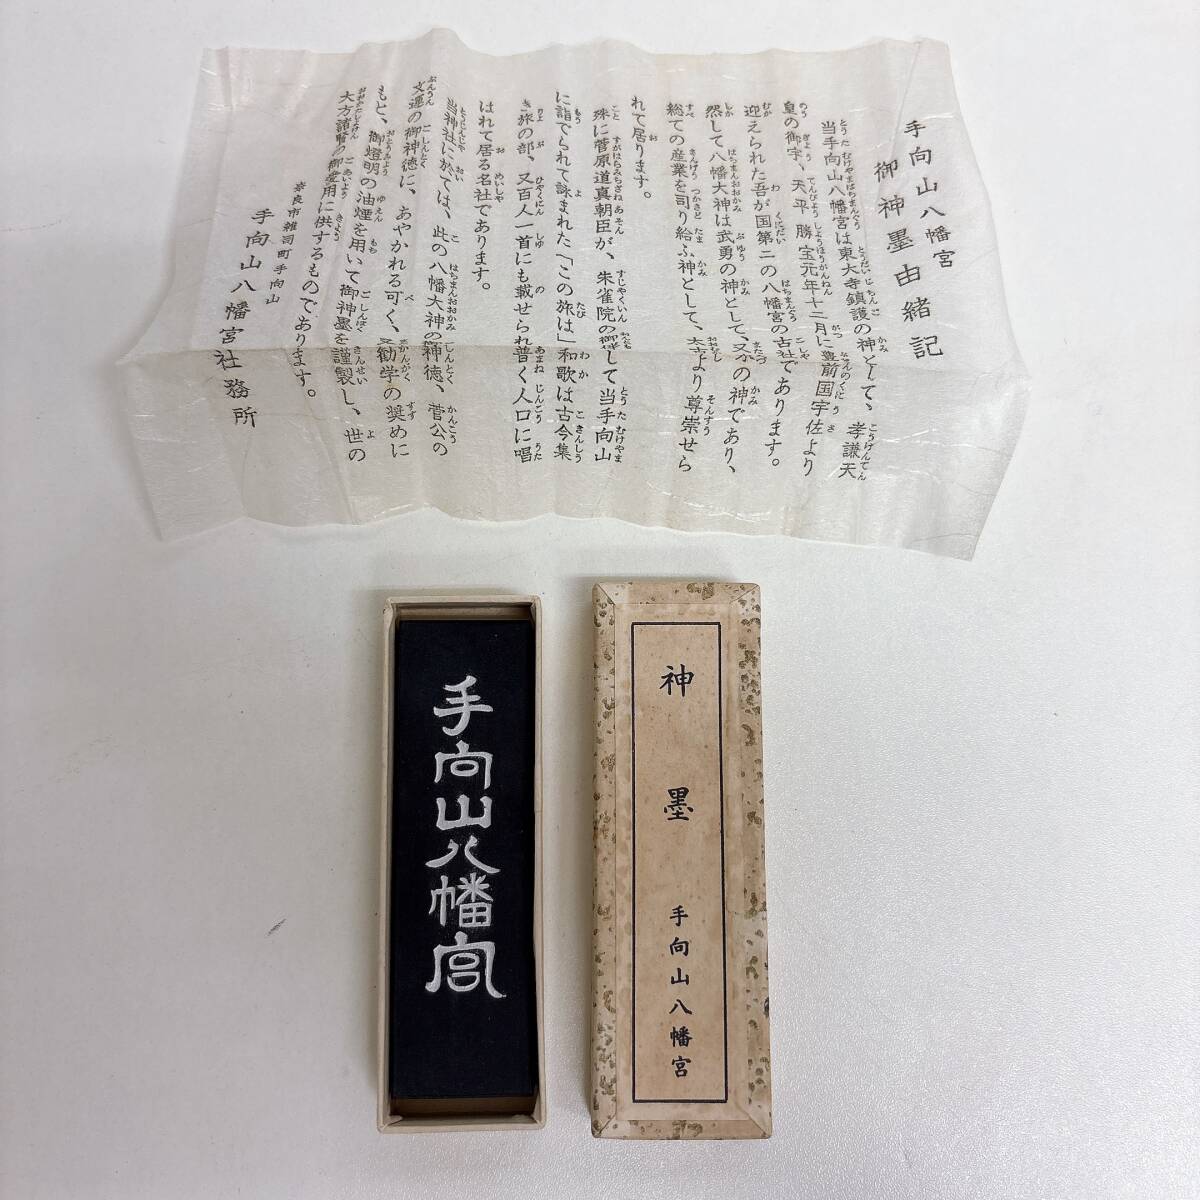 手向山八幡宮
御神墨由緒記
当手向山八幡宮は東大寺鎮護の神として、孝謙天
皇の御宇、天平勝宝元年十二月に豊前国宇佐より
迎えられた吾が国第二の八幡宮の古社であります。
然して八幡大神は武勇の神として、又の神であり、
総ての産業を司り給ふ神として、より尊崇せら
れて居ります。
殊に菅原道真朝臣が、朱雀院の御して当手向山
に詣でられて詠まれた「この旅は」和歌は古今集
旅の部、又百人一首にも載せられ普く人口に唱
はれて居る名社であります。
当神社に於ては、此の八幡大神の神徳、菅公の
文運の御神徳に、あやかれる可く、又勧学の奨めに
もと、御燈明の油煙を用いて御神墨を謹製し、世の
大方諸賢の御愛用に供するものであります。
奈良市雑司町手向山
手向山八幡宮社務所
手向山八幡宮
神墨
手向山八幡宮